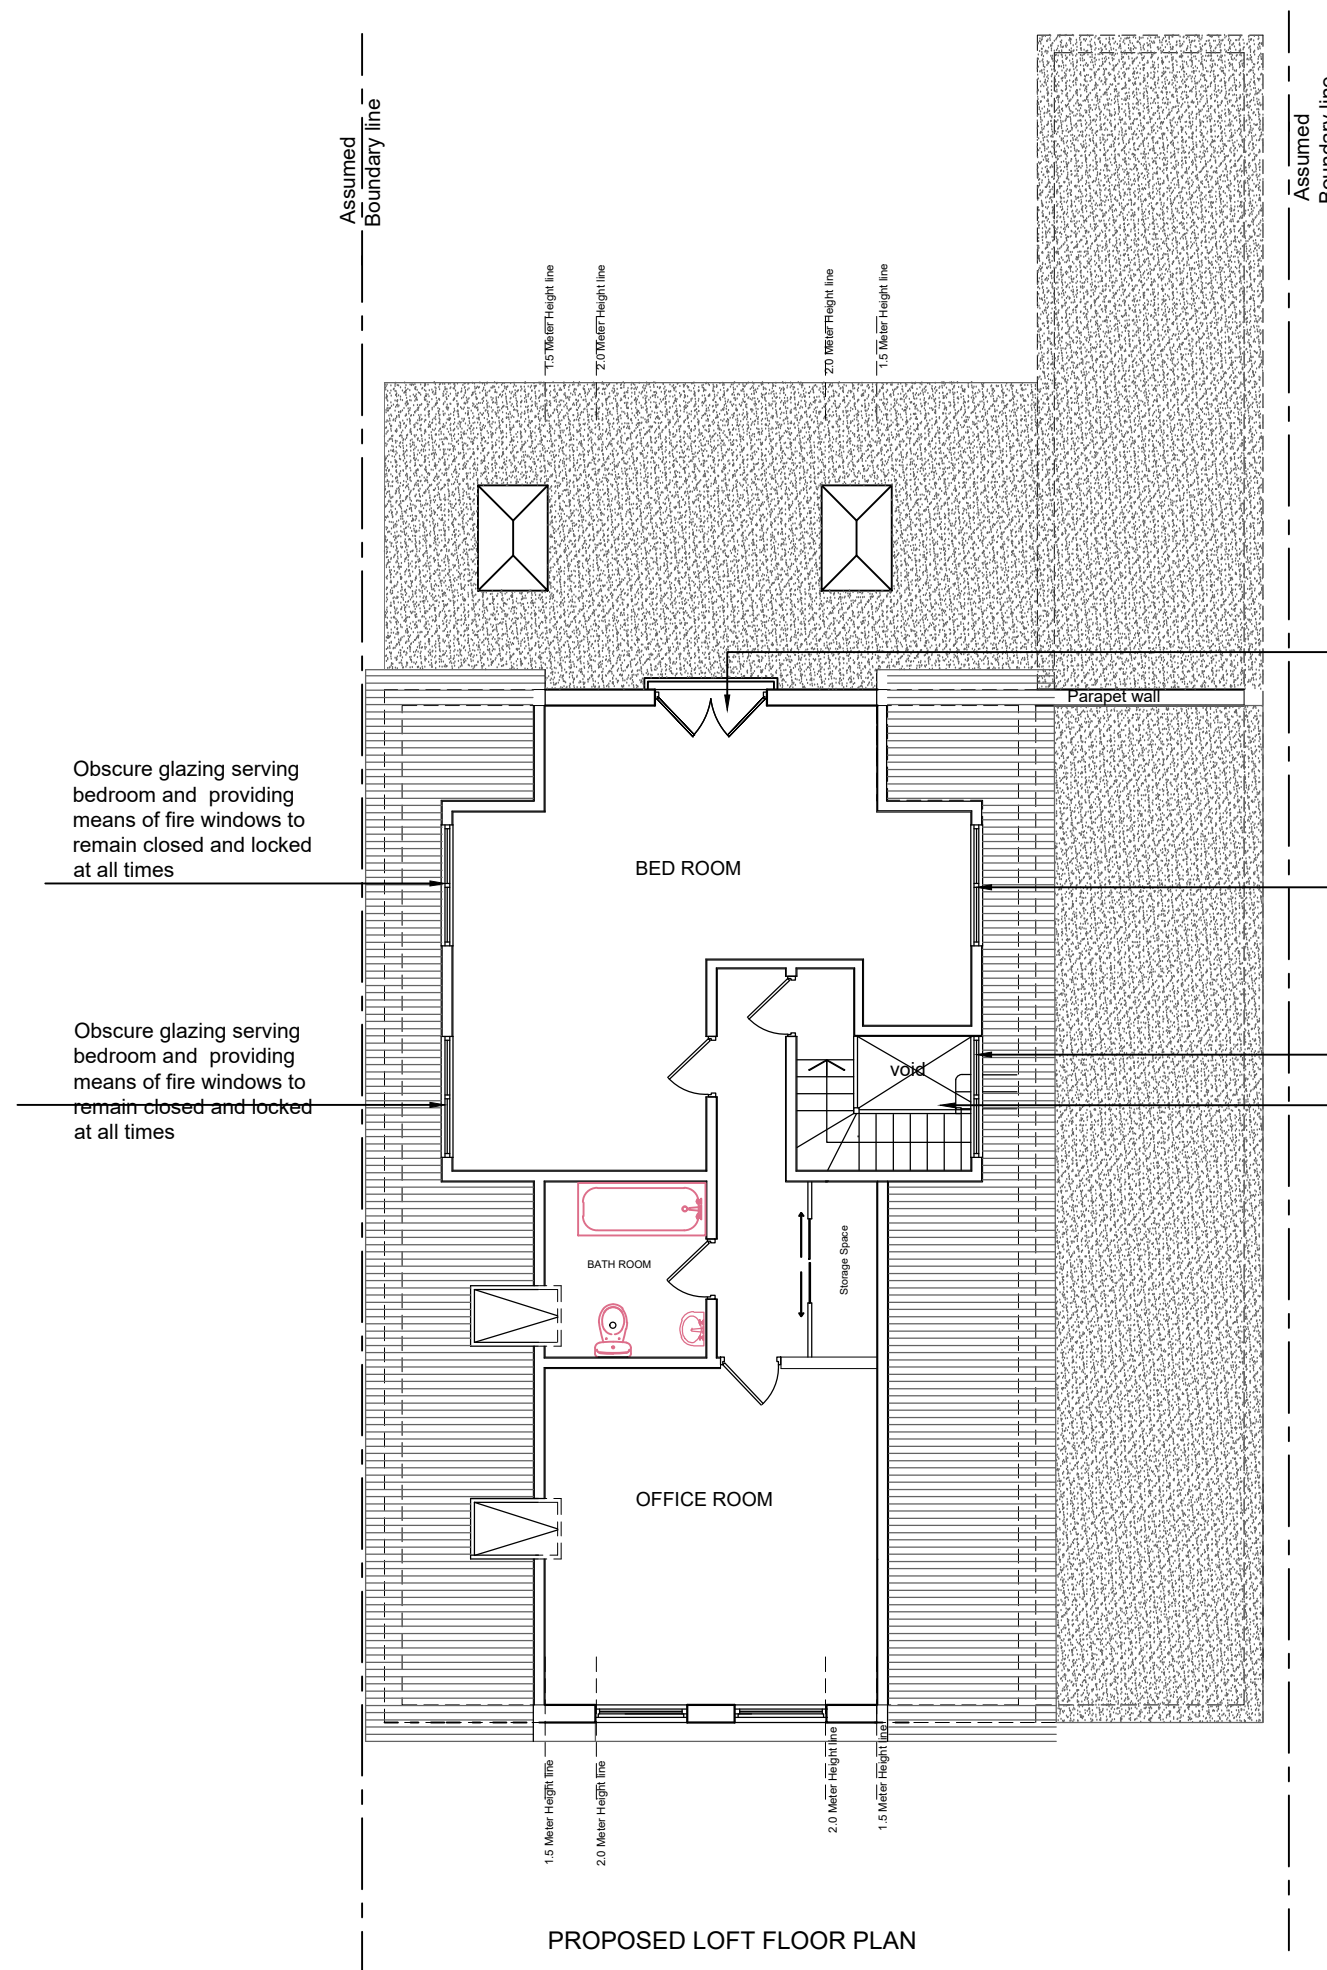 Assumed
Boundary line
Assumed
Boundary line
1.5 Meter Height line
2.0 Meter Height line
2.0 Meter Height line
1.5 Meter Height line
Parapet wall
Obscure glazing serving
bedroom and providing
means of fire windows to
remain closed and locked
at all times
BED ROOM
Obscure glazing serving
bedroom and providing
means of fire windows to
remain closed and locked
at all times
void
BATH ROOM
Storage Space
OFFICE ROOM
1.5 Meter Height line
2.0 Meter Height line
2.0 Meter Height line
1.5 Meter Height line
PROPOSED LOFT FLOOR PLAN